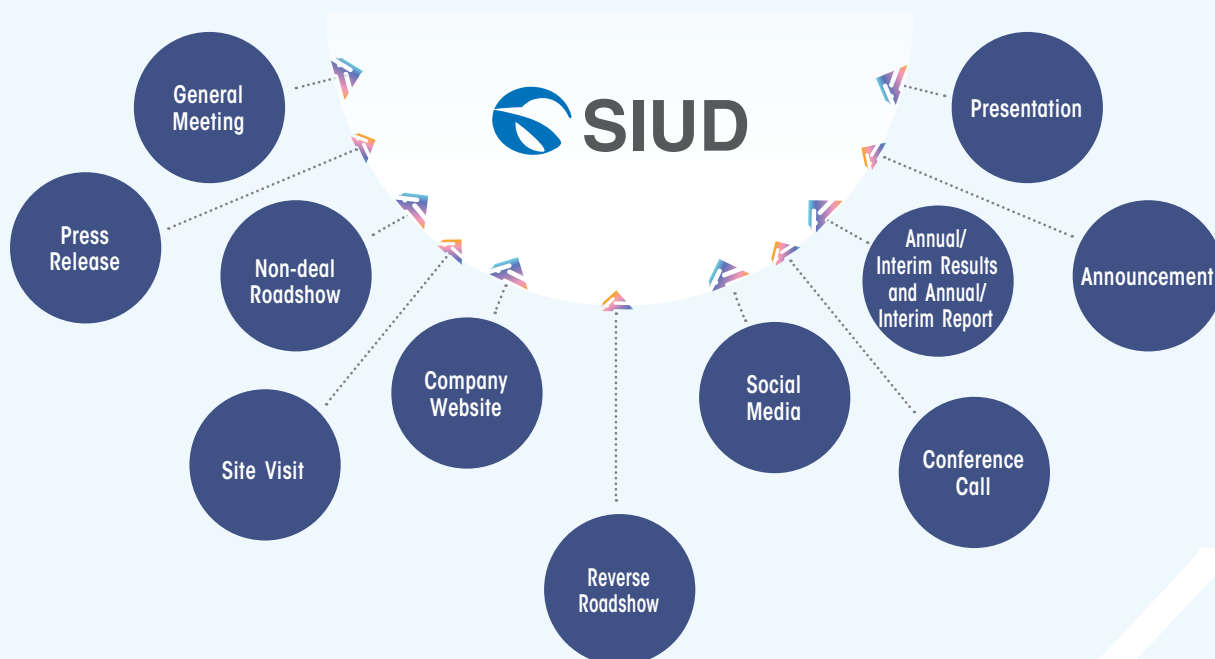 SIUD
General
Meeting
Presentation
Press
Release
Non-deal
Roadshow
Annual/
Interim Results
and Annual/
Interim Report
Announcement
Company
Website
Social
Media
Site Visit
Conference
Call
Reverse
Roadshow